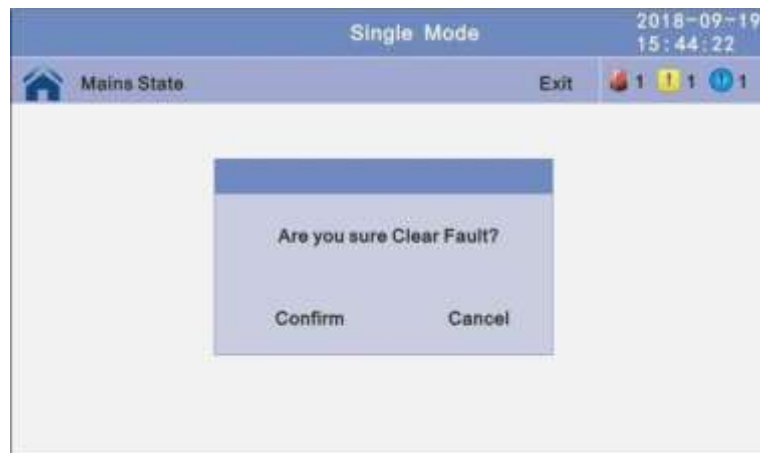 Single Mode
2018-09-19
15:44:22
Mains State
Exit
1
! 1
! 1
Are you sure Clear Fault?
Confirm
Cancel